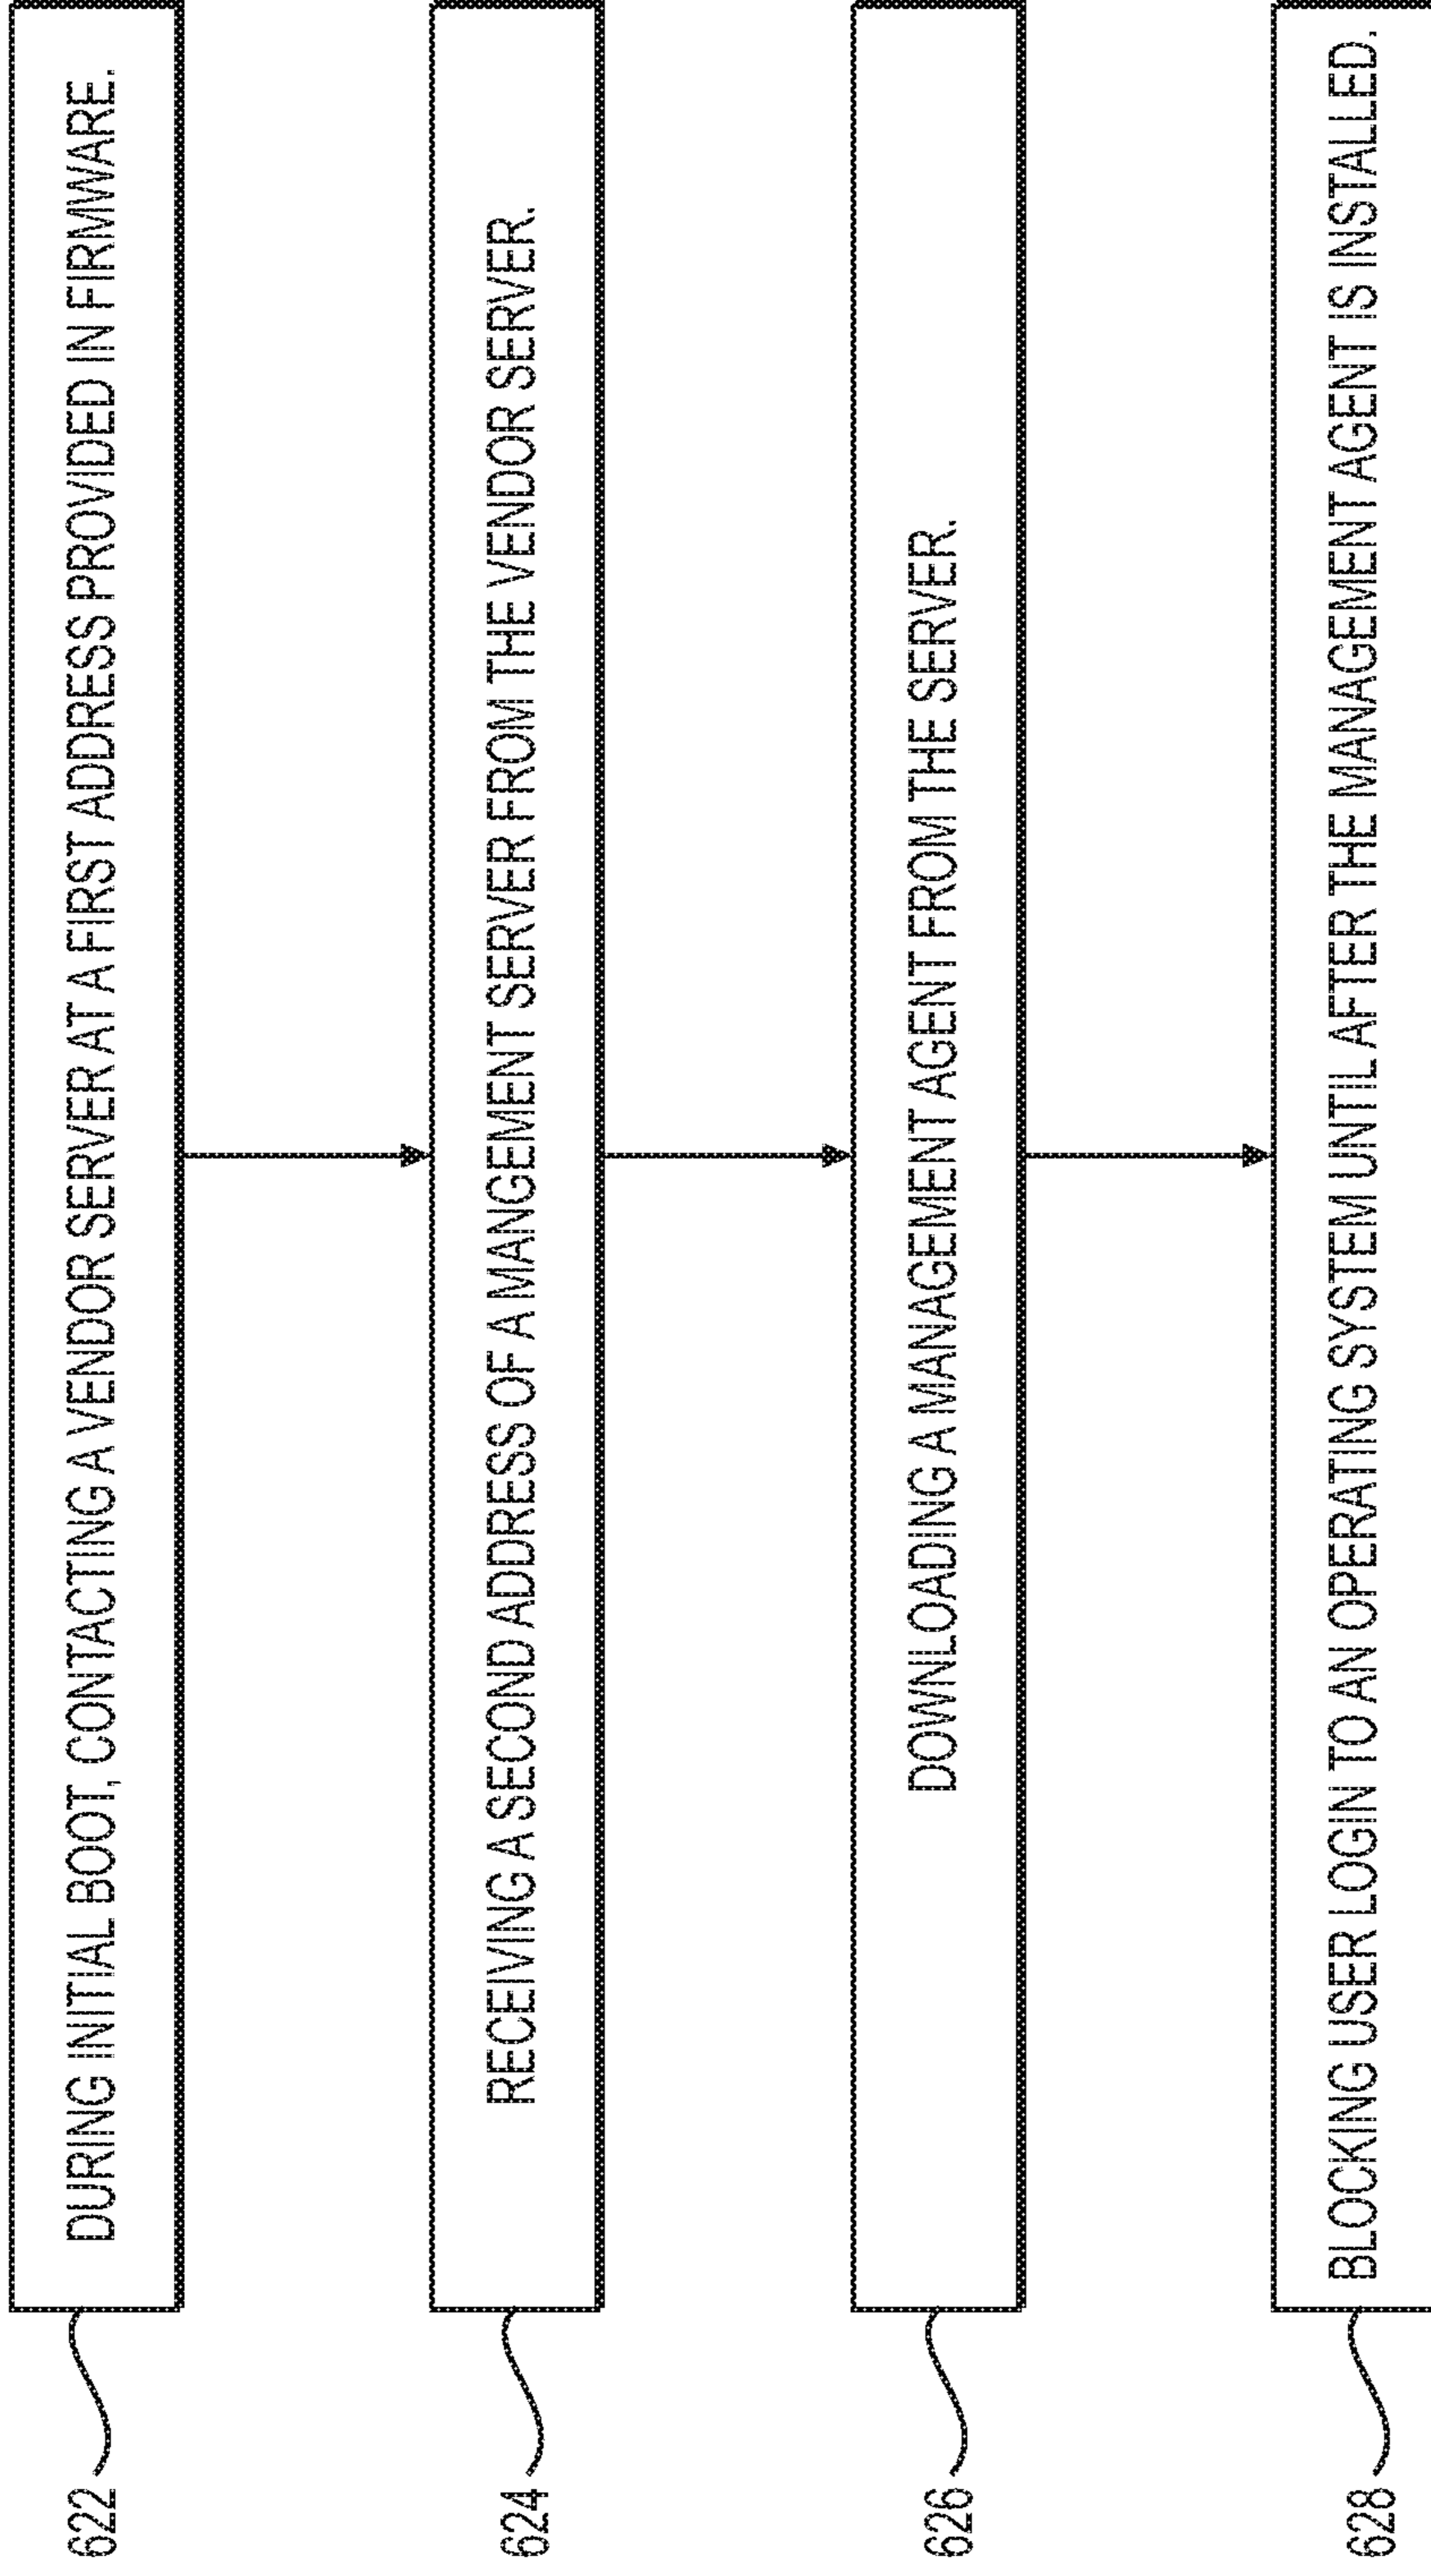 622
DURING INITIAL BOOT, CONTACTING A VENDOR SERVER AT A FIRST ADDRESS PROVIDED IN FIRMWARE.
624
RECEIVING A SECOND ADDRESS OF A MANGEMENT SERVER FROM THE VENDOR SERVER.
626
DOWNLOADING A MANAGEMENT AGENT FROM THE SERVER.
628
BLOCKING USER LOGIN TO AN OPERATING SYSTEM UNTIL AFTER THE MANAGEMENT AGENT IS INSTALLED.